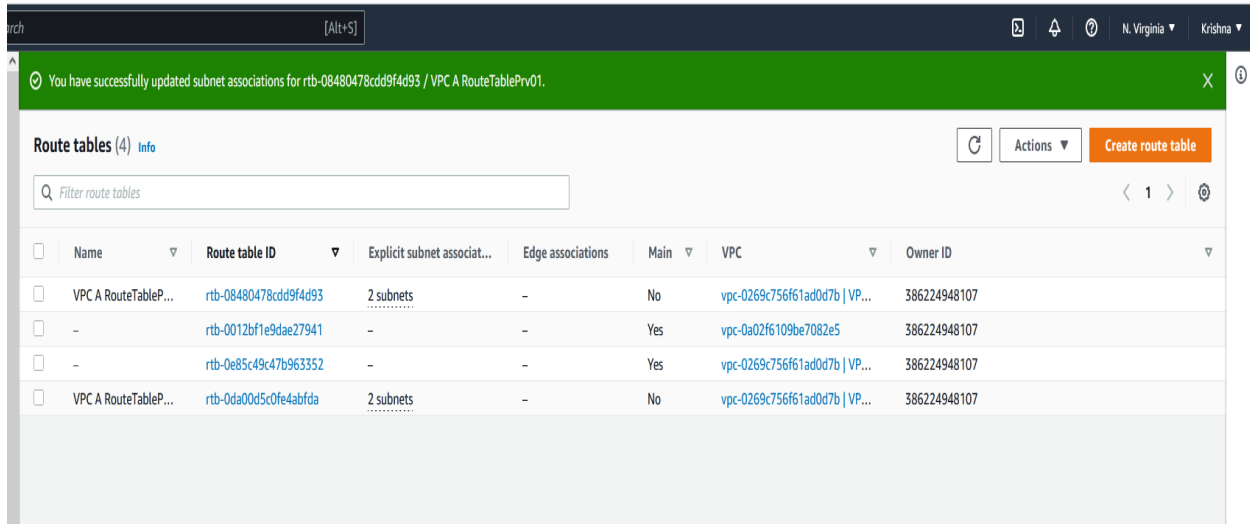 arch [Alt+S] N. Virginia ▼ Krishna ▼
You have successfully updated subnet associations for rtb-08480478cdd9f4d93 / VPC A RouteTablePrv01.
Route tables (4) Info Actions ▼ Create route table
Filter route tables 1
Name Route table ID Explicit subnet associat... Edge associations Main VPC Owner ID
VPC A RouteTableP... rtb-08480478cdd9f4d93 2 subnets – No vpc-0269c756f61ad0d7b | VP... 386224948107
– rtb-0012bf1e9dae27941 – – Yes vpc-0a02f6109be7082e5 386224948107
– rtb-0e85c49c47b963352 – – Yes vpc-0269c756f61ad0d7b | VP... 386224948107
VPC A RouteTableP... rtb-0da00d5c0fe4abfda 2 subnets – No vpc-0269c756f61ad0d7b | VP... 386224948107